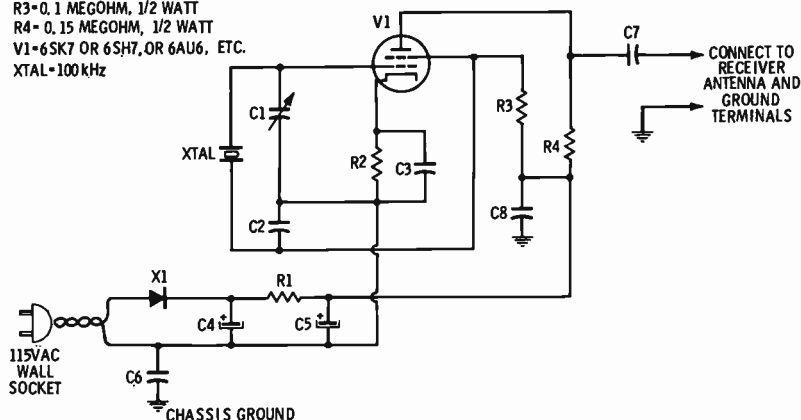 R3=0.1 MEGOHM, 1/2 WATT
R4=0.15 MEGOHM, 1/2 WATT
V1=6SK7 OR 6SH7, OR 6AU6, ETC.
XTAL=100 kHz
V1
C7
CONNECT TO
RECEIVER
ANTENNA AND
GROUND
TERMINALS
C1
R3
XTAL
R2
C3
R4
C2
C8
X1
R1
+
C4
+
C5
115VAC
WALL
SOCKET
C6
CHASSIS GROUND